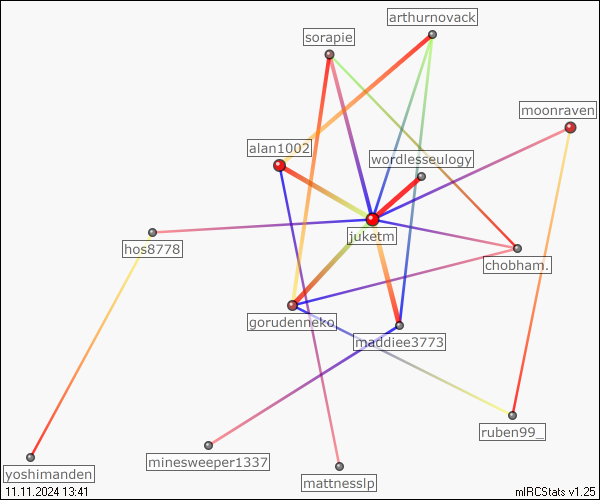 arthurnovack
sorapie
moonraven
alan1002
wordlesseulogy
juketm
hos8778
chobham.
gorudenneko
maddiee3773
ruben99_
minesweeper1337
yoshimanden
mattnesslp
11.11.2024 13:41
mIRCStats v1.25